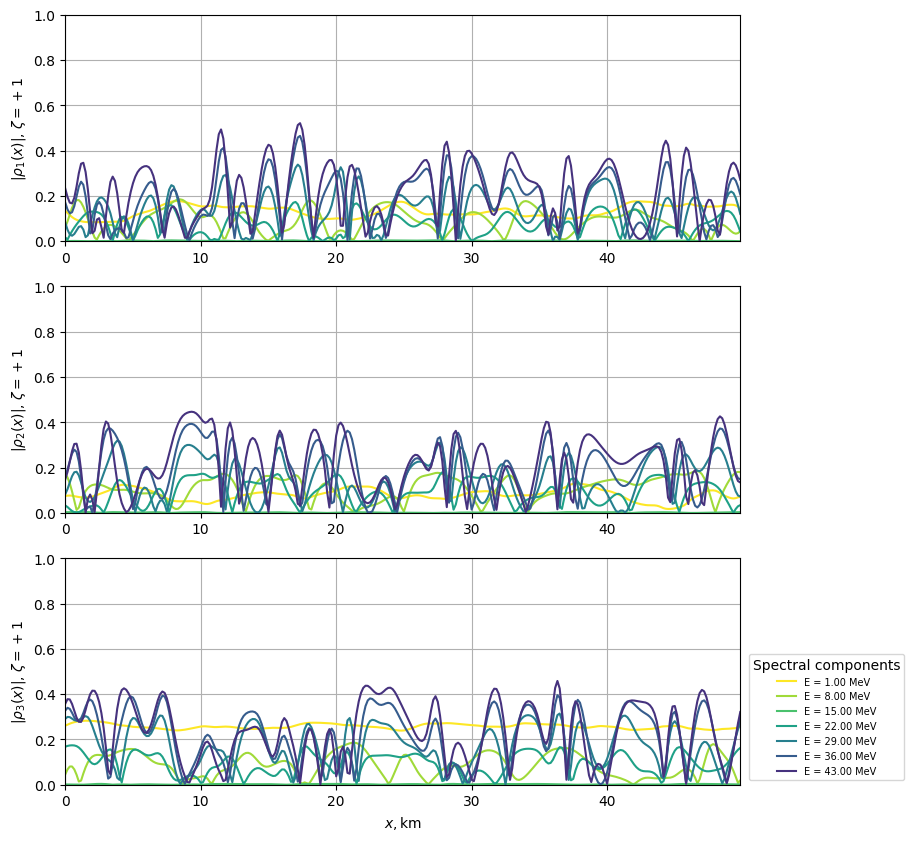 |ρ₁(x)|, ζ = + 1
1.0
0.8
0.6
0.4
0.2
0.0
0 10 20 30 40
|ρ₂(x)|, ζ = + 1
1.0
0.8
0.6
0.4
0.2
0.0
0 10 20 30 40
|ρ₃(x)|, ζ = + 1
1.0
0.8
0.6
0.4
0.2
0.0
0 10 20 30 40
x, km
Spectral components
E = 1.00 MeV
E = 8.00 MeV
E = 15.00 MeV
E = 22.00 MeV
E = 29.00 MeV
E = 36.00 MeV
E = 43.00 MeV